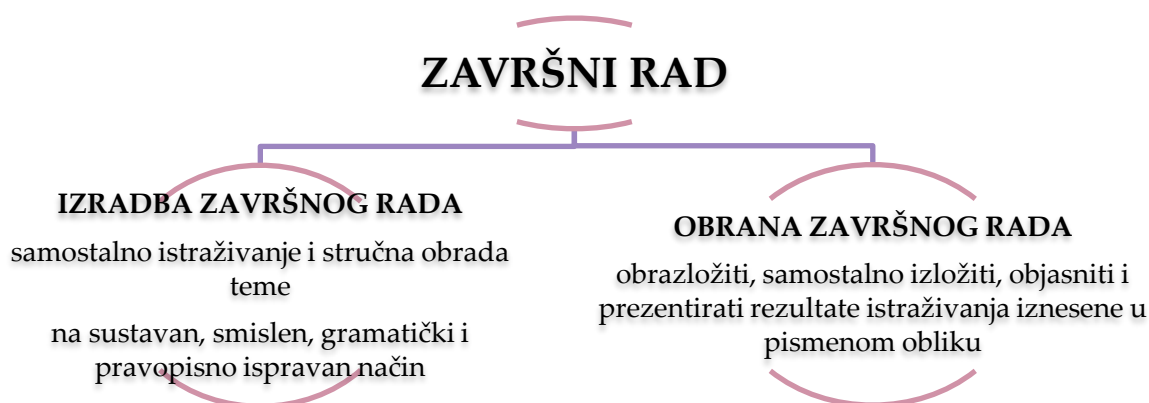 ZAVRŠNI RAD
IZRADBA ZAVRŠNOG RADA
samostalno istraživanje i stručna obrada
teme
na sustavan, smislen, gramatički i
pravopisno ispravan način
OBRANA ZAVRŠNOG RADA
obrazložiti, samostalno izložiti, objasniti i
prezentirati rezultate istraživanja iznesene u
pismenom obliku